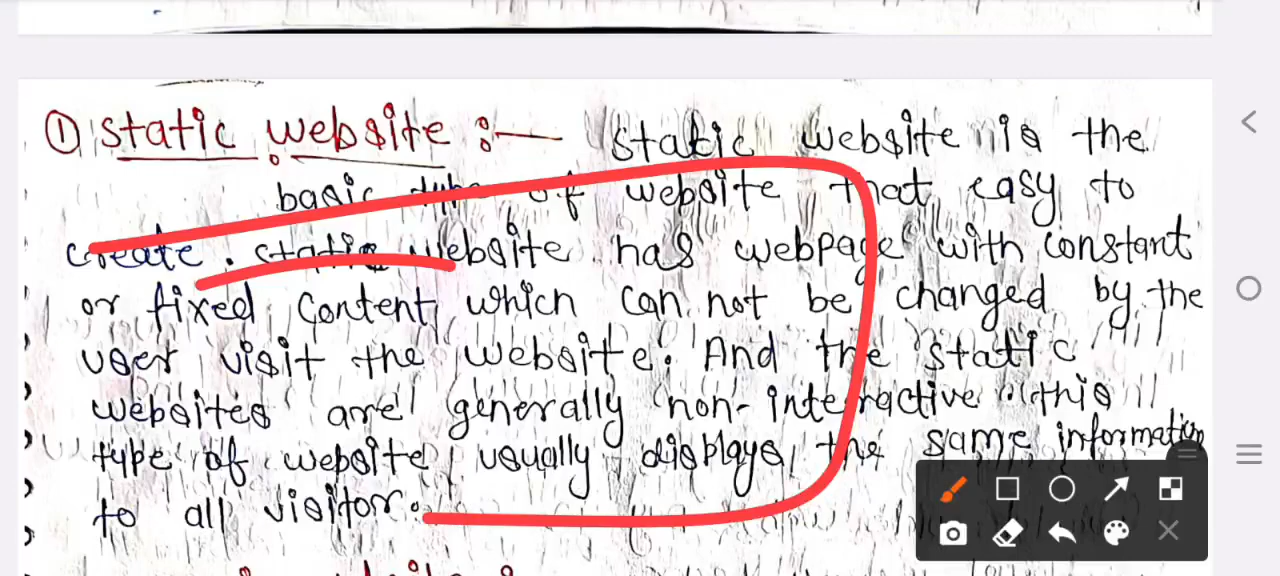 ① static website :— static website is the
basic type of website that easy to
create. static website has webpage with constant
or fixed content which can not be changed by the
user visit the website. And the static
websites are generally non-interactive this
type of website usually displays the same information
to all visitor.